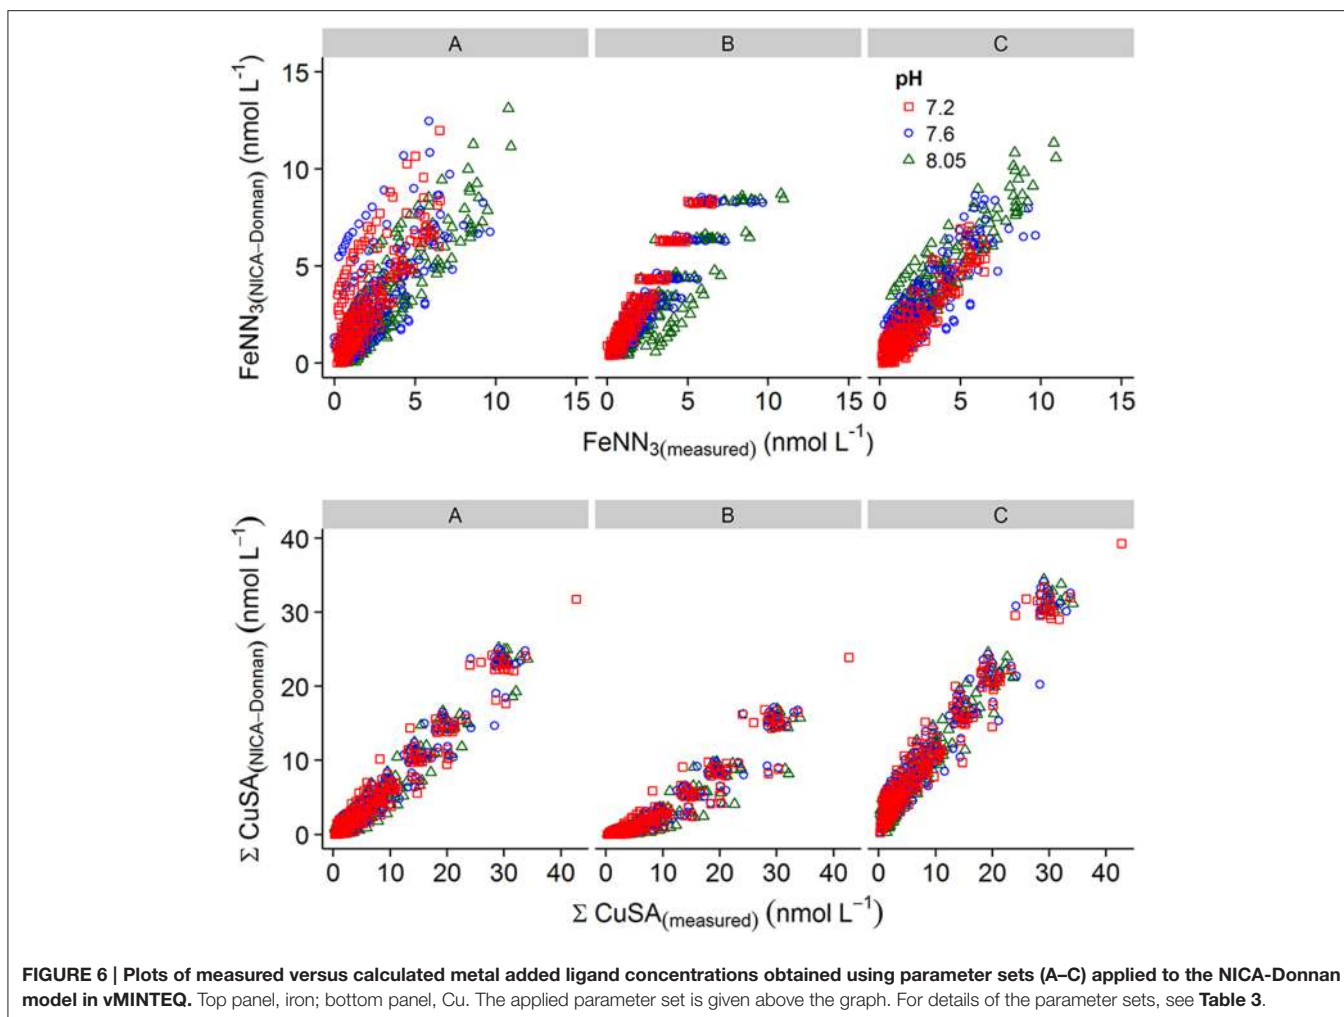 A B C
FeNN3(NICA–Donnan) (nmol L-1)
15
10
5
0
pH
7.2
7.6
8.05
0 5 10 15 0 5 10 15 0 5 10 15
FeNN3(measured) (nmol L-1)
A B C
Σ CuSA(NICA–Donnan) (nmol L−1)
40
30
20
10
0
0 10 20 30 40 0 10 20 30 40 0 10 20 30 40
Σ CuSA(measured) (nmol L−1)
FIGURE 6 | Plots of measured versus calculated metal added ligand concentrations obtained using parameter sets (A–C) applied to the NICA-Donnan
model in vMINTEQ. Top panel, iron; bottom panel, Cu. The applied parameter set is given above the graph. For details of the parameter sets, see Table 3.